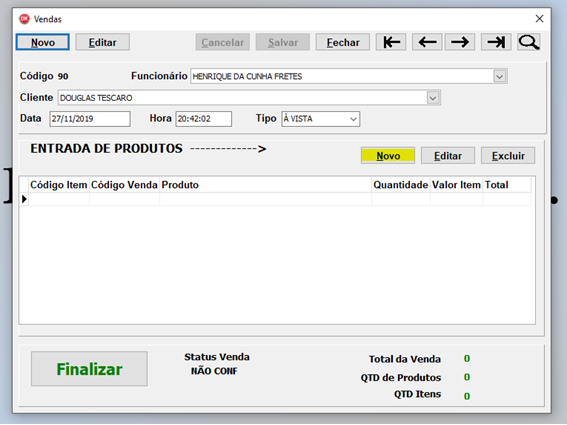 Vendas
Novo Editar Cancelar Salvar Fechar
Código 90 Funcionário HENRIQUE DA CUNHA FRETES
Cliente DOUGLAS TESCARO
Data 27/11/2019 Hora 20:42:02 Tipo À VISTA
ENTRADA DE PRODUTOS ------------->
Novo Editar Excluir
Código Item Código Venda Produto Quantidade Valor Item Total
Finalizar
Status Venda
NÃO CONF
Total da Venda 0
QTD de Produtos 0
QTD Itens 0